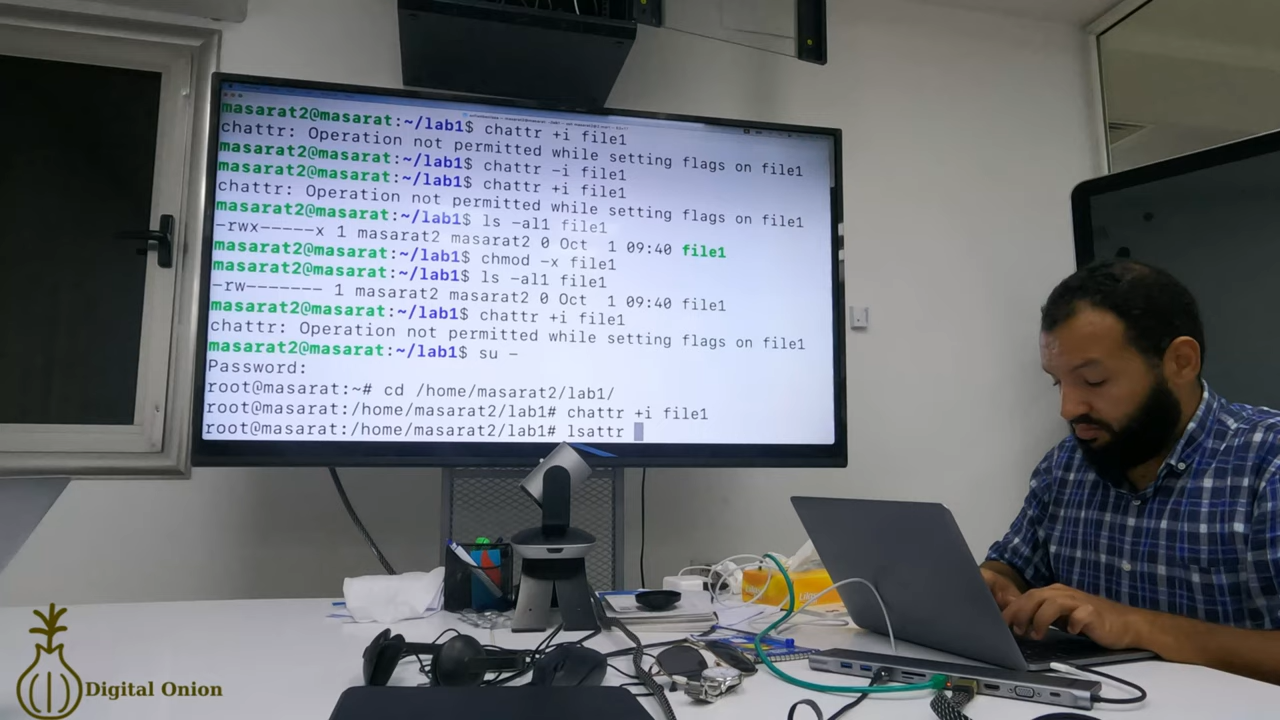 masarat2@masarat:~/lab1$ chattr +i file1
chattr: Operation not permitted while setting flags on file1
masarat2@masarat:~/lab1$ chattr -i file1
masarat2@masarat:~/lab1$ chattr +i file1
chattr: Operation not permitted while setting flags on file1
masarat2@masarat:~/lab1$ ls -al1 file1
-rwx-----x 1 masarat2 masarat2 0 Oct  1 09:40 file1
masarat2@masarat:~/lab1$ chmod -x file1
masarat2@masarat:~/lab1$ ls -al1 file1
-rw------- 1 masarat2 masarat2 0 Oct  1 09:40 file1
masarat2@masarat:~/lab1$ chattr +i file1
chattr: Operation not permitted while setting flags on file1
masarat2@masarat:~/lab1$ su -
Password:
root@masarat:~# cd /home/masarat2/lab1/
root@masarat:/home/masarat2/lab1# chattr +i file1
root@masarat:/home/masarat2/lab1# lsattr
Digital Onion